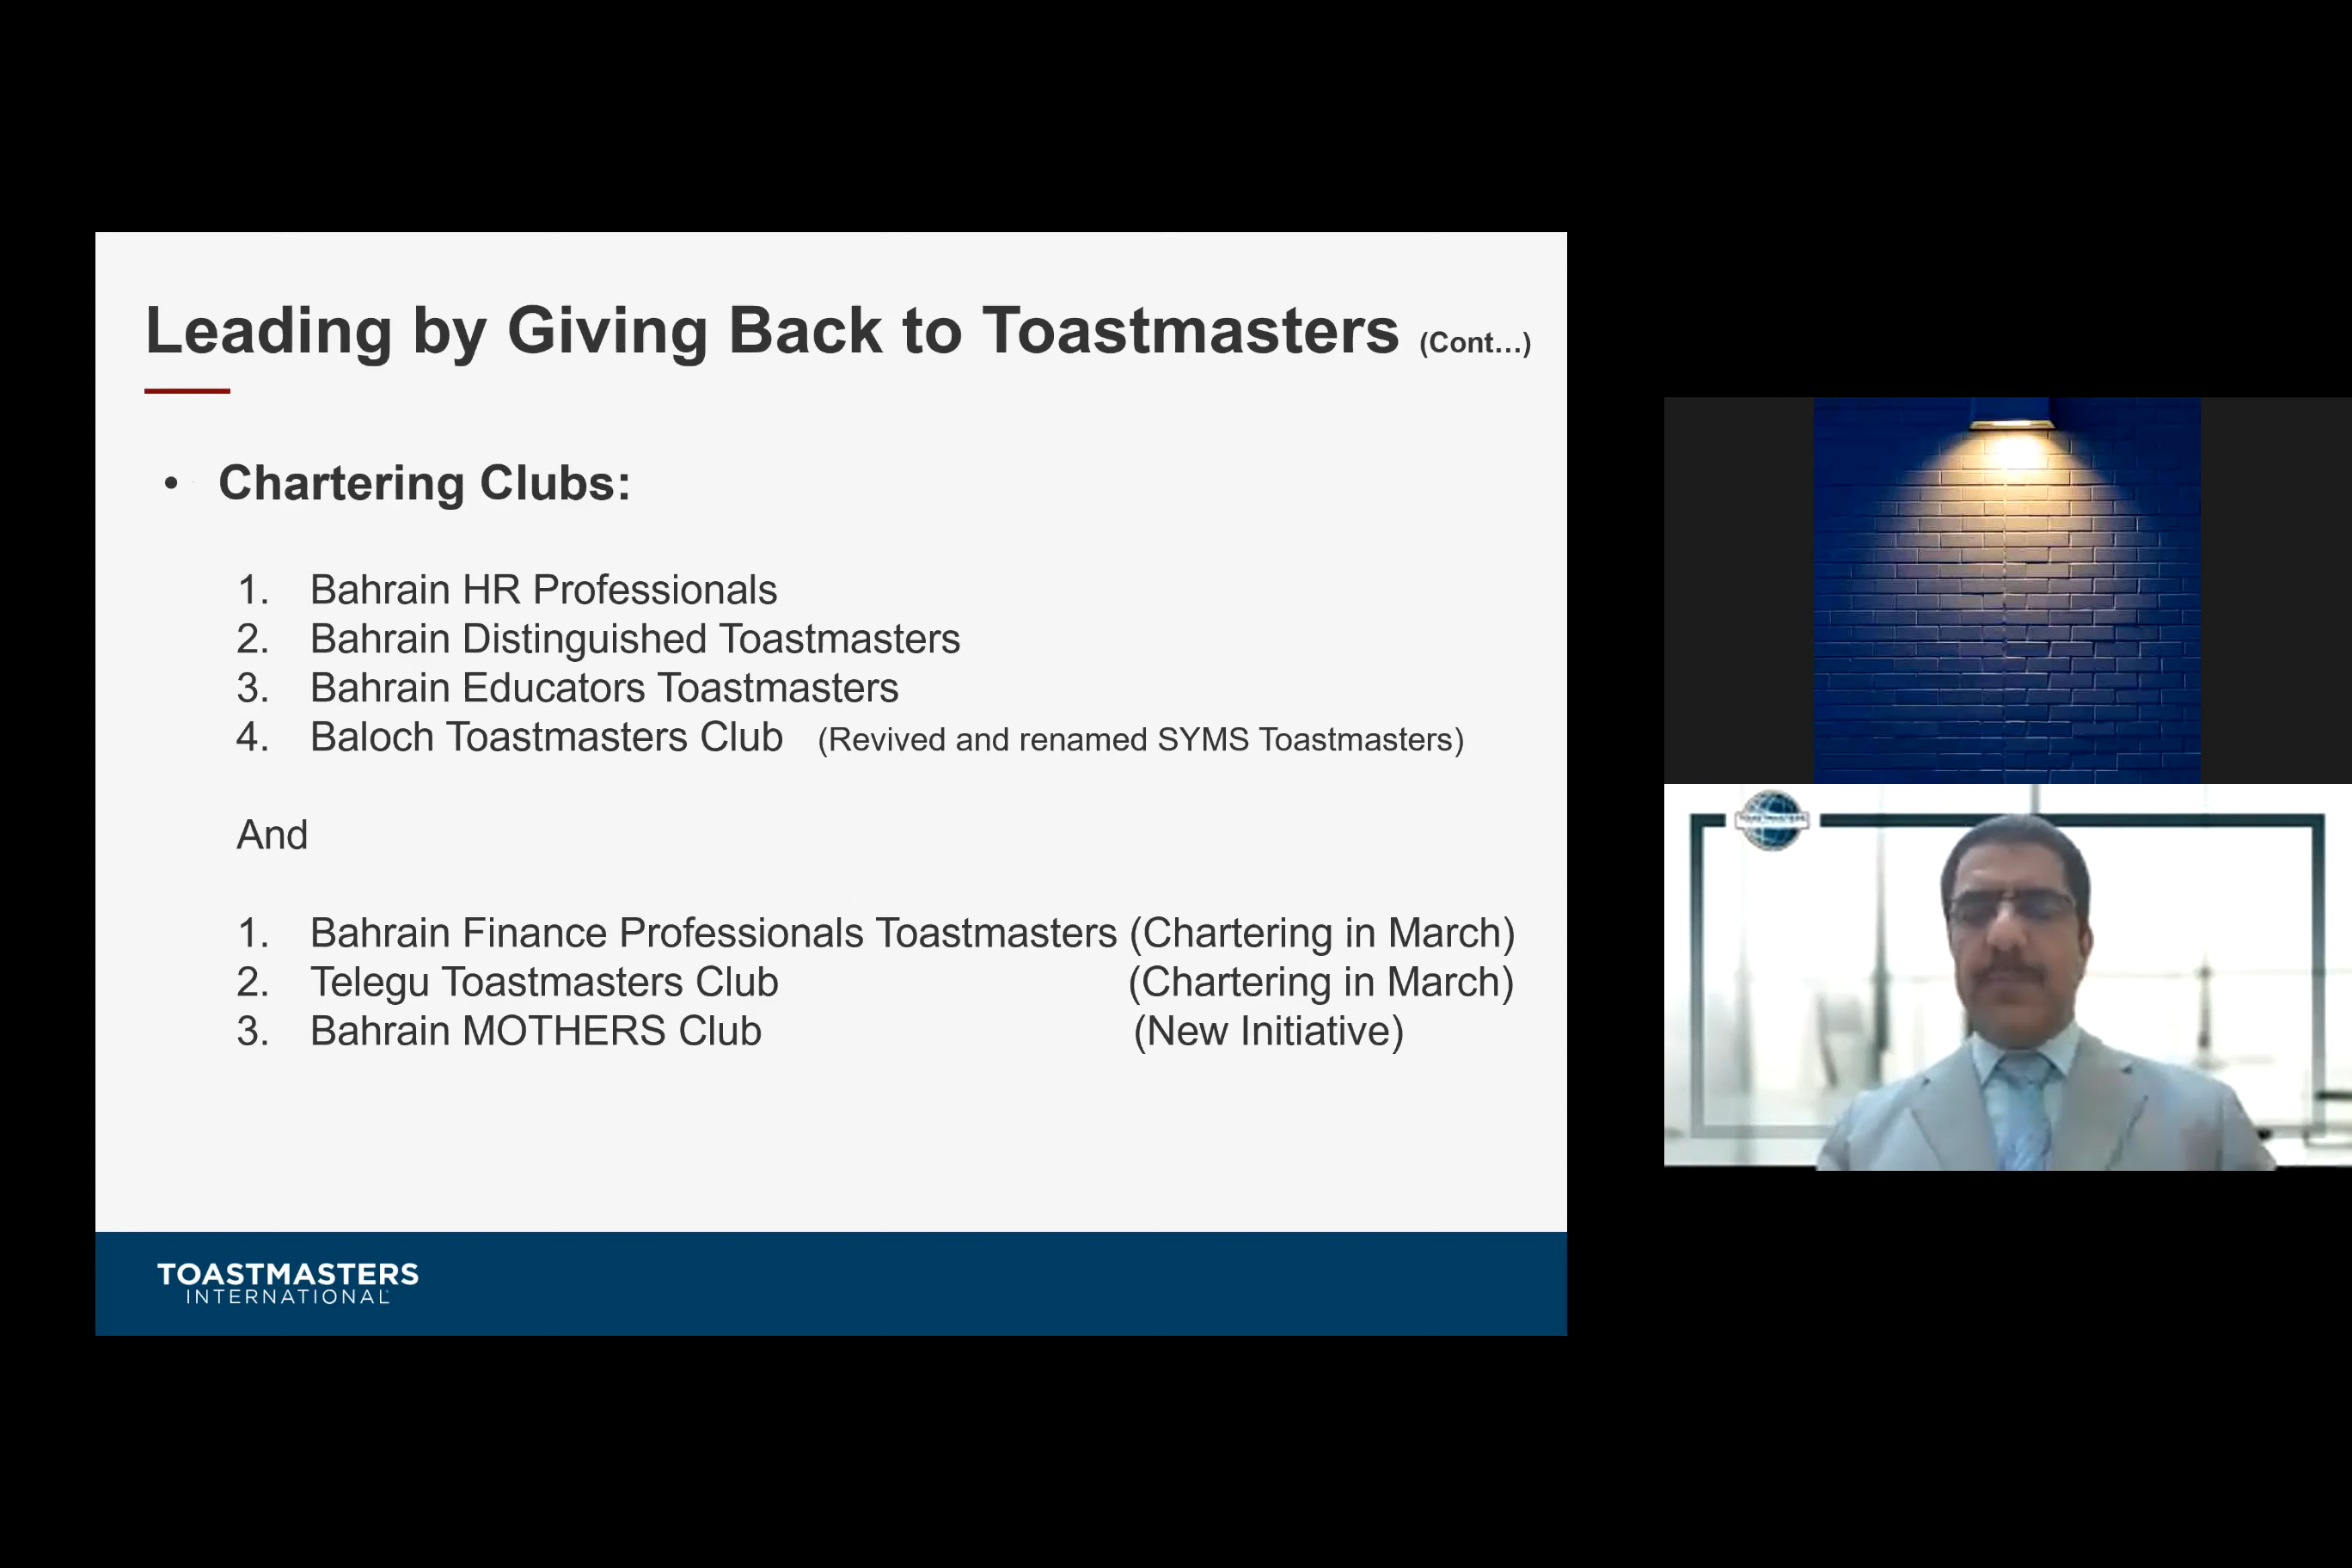 Leading by Giving Back to Toastmasters (Cont...)
• Chartering Clubs:
1. Bahrain HR Professionals
2. Bahrain Distinguished Toastmasters
3. Bahrain Educators Toastmasters
4. Baloch Toastmasters Club (Revived and renamed SYMS Toastmasters)
And
1. Bahrain Finance Professionals Toastmasters (Chartering in March)
2. Telegu Toastmasters Club (Chartering in March)
3. Bahrain MOTHERS Club (New Initiative)
TOASTMASTERS
INTERNATIONAL